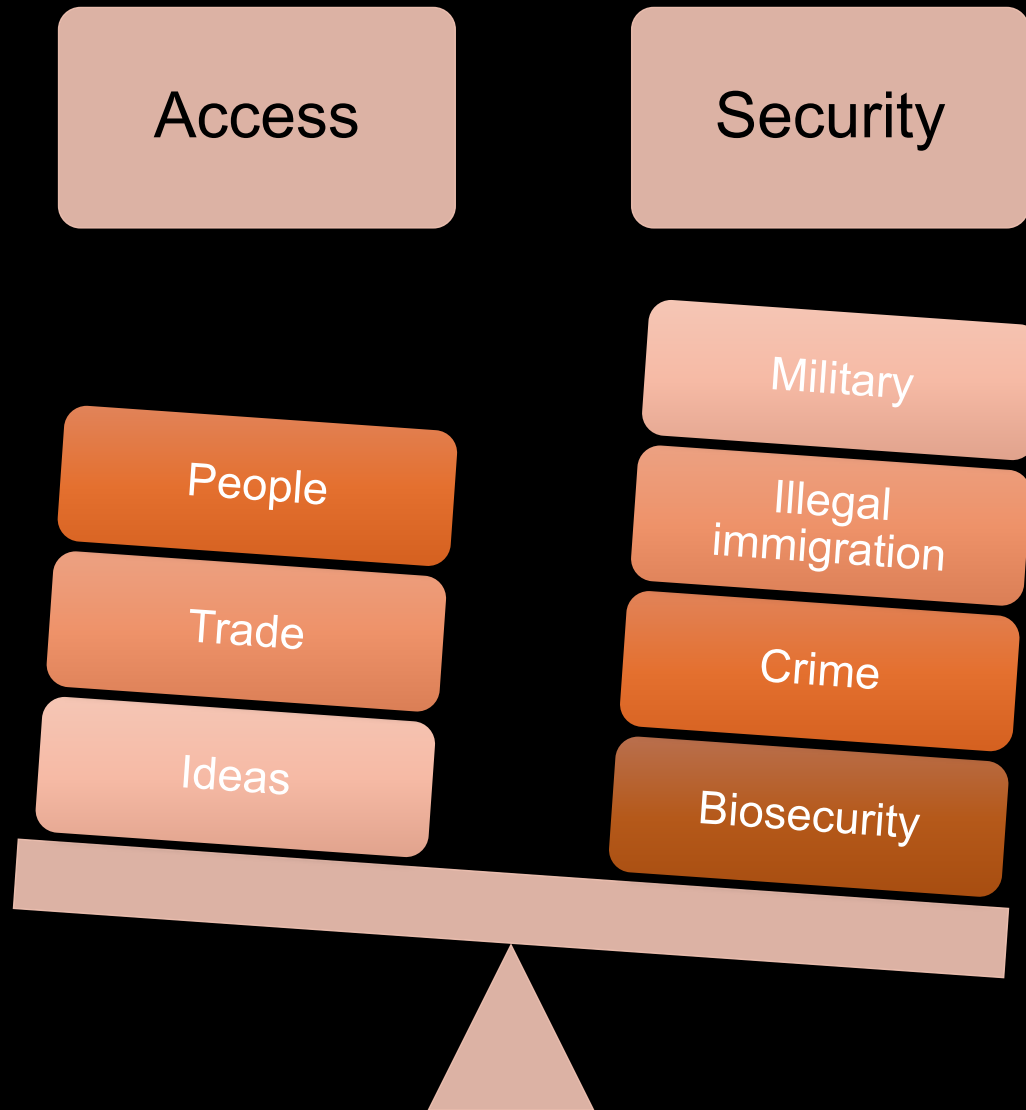 Access
Security
People
Trade
Ideas
Military
Illegal
immigration
Crime
Biosecurity